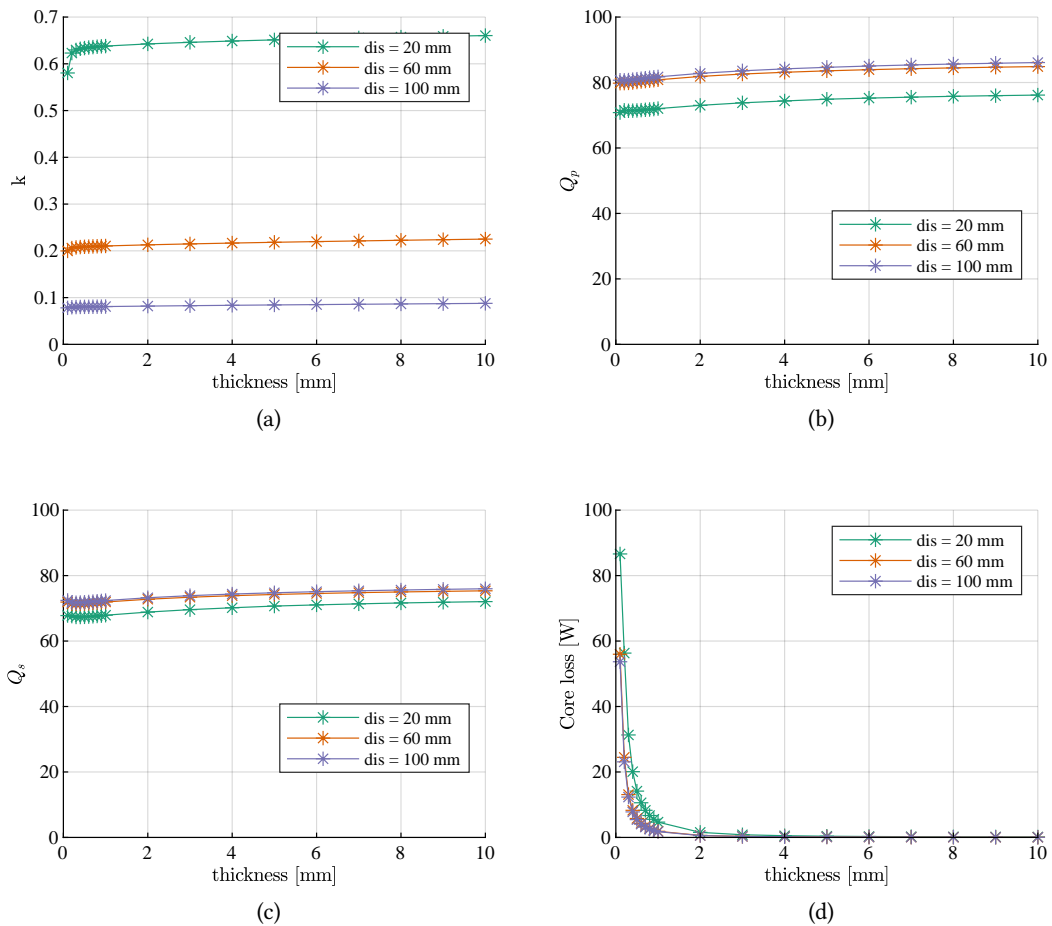 0.7
0.6
0.5
0.4
0.3
0.2
0.1
0
k
0 2 4 6 8 10
thickness [mm]
dis = 20 mm
dis = 60 mm
dis = 100 mm
(a)
100
80
60
40
20
0
Qp
0 2 4 6 8 10
thickness [mm]
dis = 20 mm
dis = 60 mm
dis = 100 mm
(b)
100
80
60
40
20
0
Qs
0 2 4 6 8 10
thickness [mm]
dis = 20 mm
dis = 60 mm
dis = 100 mm
(c)
100
80
60
40
20
0
Core loss [W]
0 2 4 6 8 10
thickness [mm]
dis = 20 mm
dis = 60 mm
dis = 100 mm
(d)